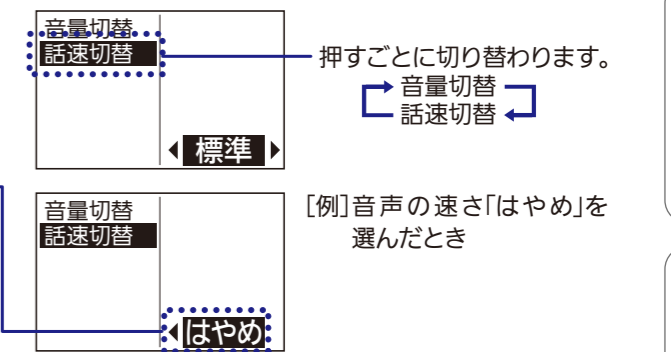 音量切替
話速切替
標準
押すごとに切り替わります。
音量切替
話速切替
音量切替
話速切替
はやめ
[例]音声の速さ「はやめ」を
選んだとき